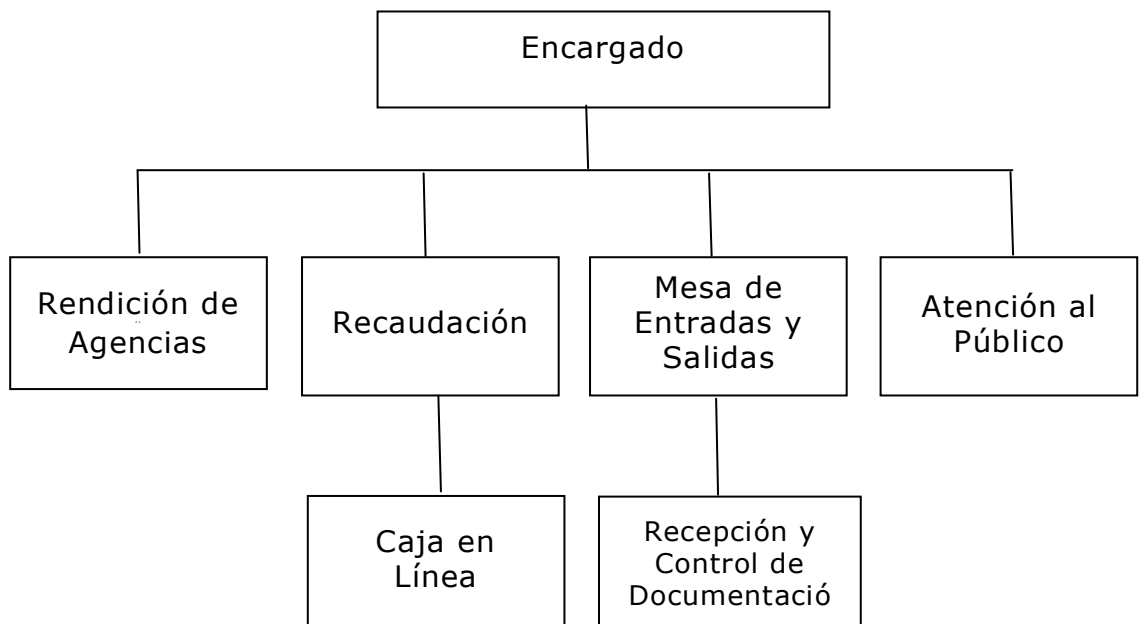 Encargado
Rendición de
Agencias
Recaudación
Mesa de
Entradas y
Salidas
Atención al
Público
Caja en
Línea
Recepción y
Control de
Documentació